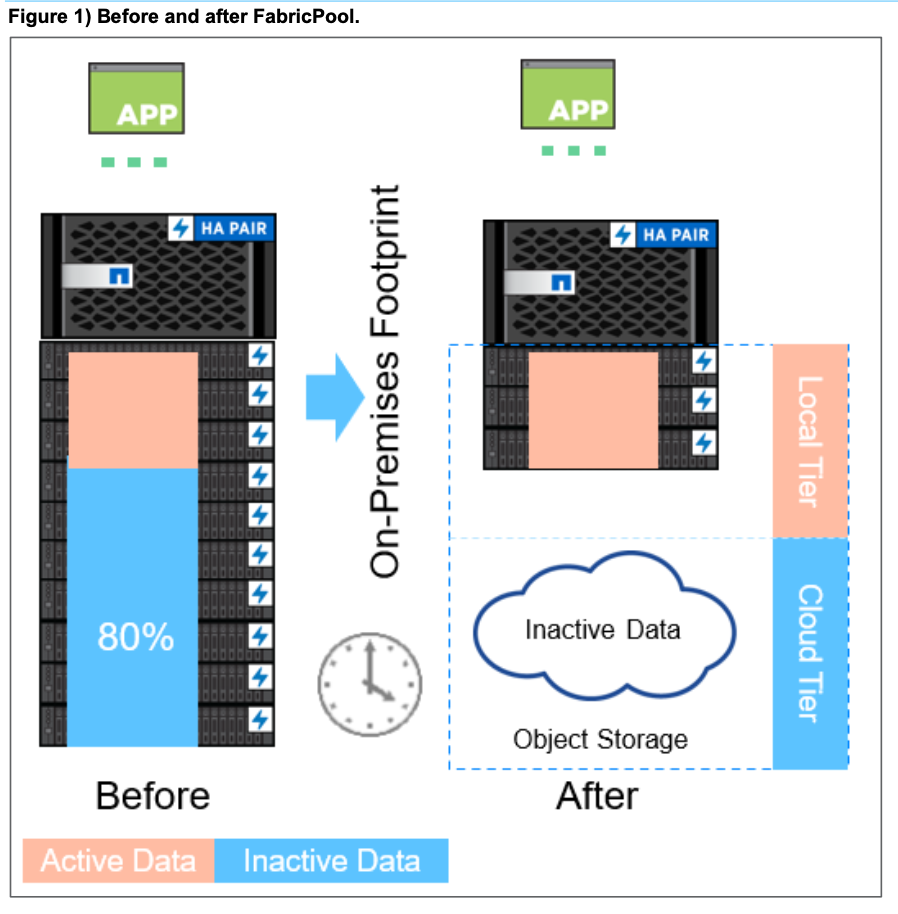 Figure 1) Before and after FabricPool.
APP
APP
HA PAIR
HA PAIR
On-Premises Footprint
80%
Local Tier
Inactive Data
Cloud Tier
Object Storage
Before
After
Active Data
Inactive Data